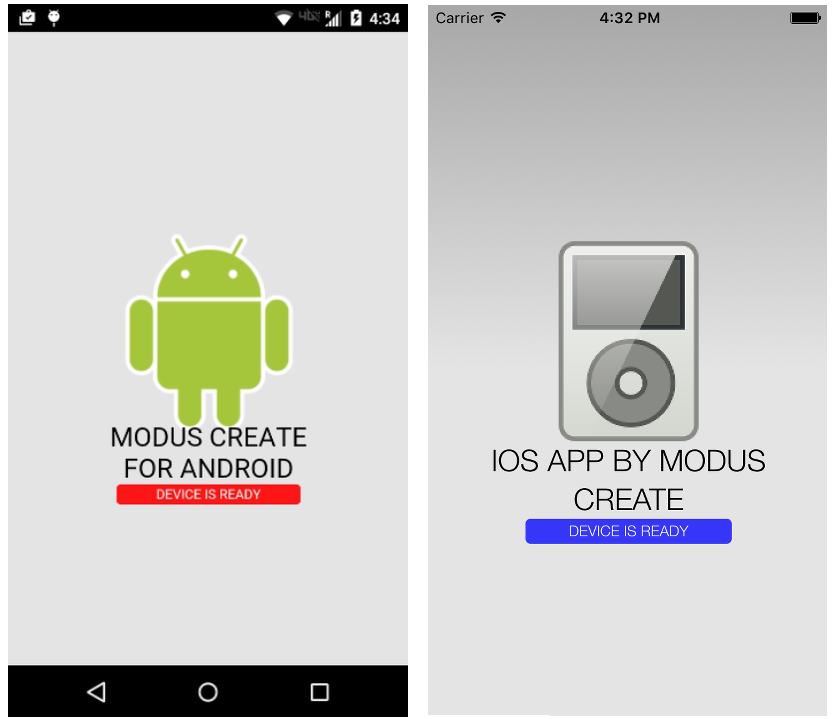 4:34
MODUS CREATE
FOR ANDROID
DEVICE IS READY
Carrier
4:32 PM
IOS APP BY MODUS
CREATE
DEVICE IS READY